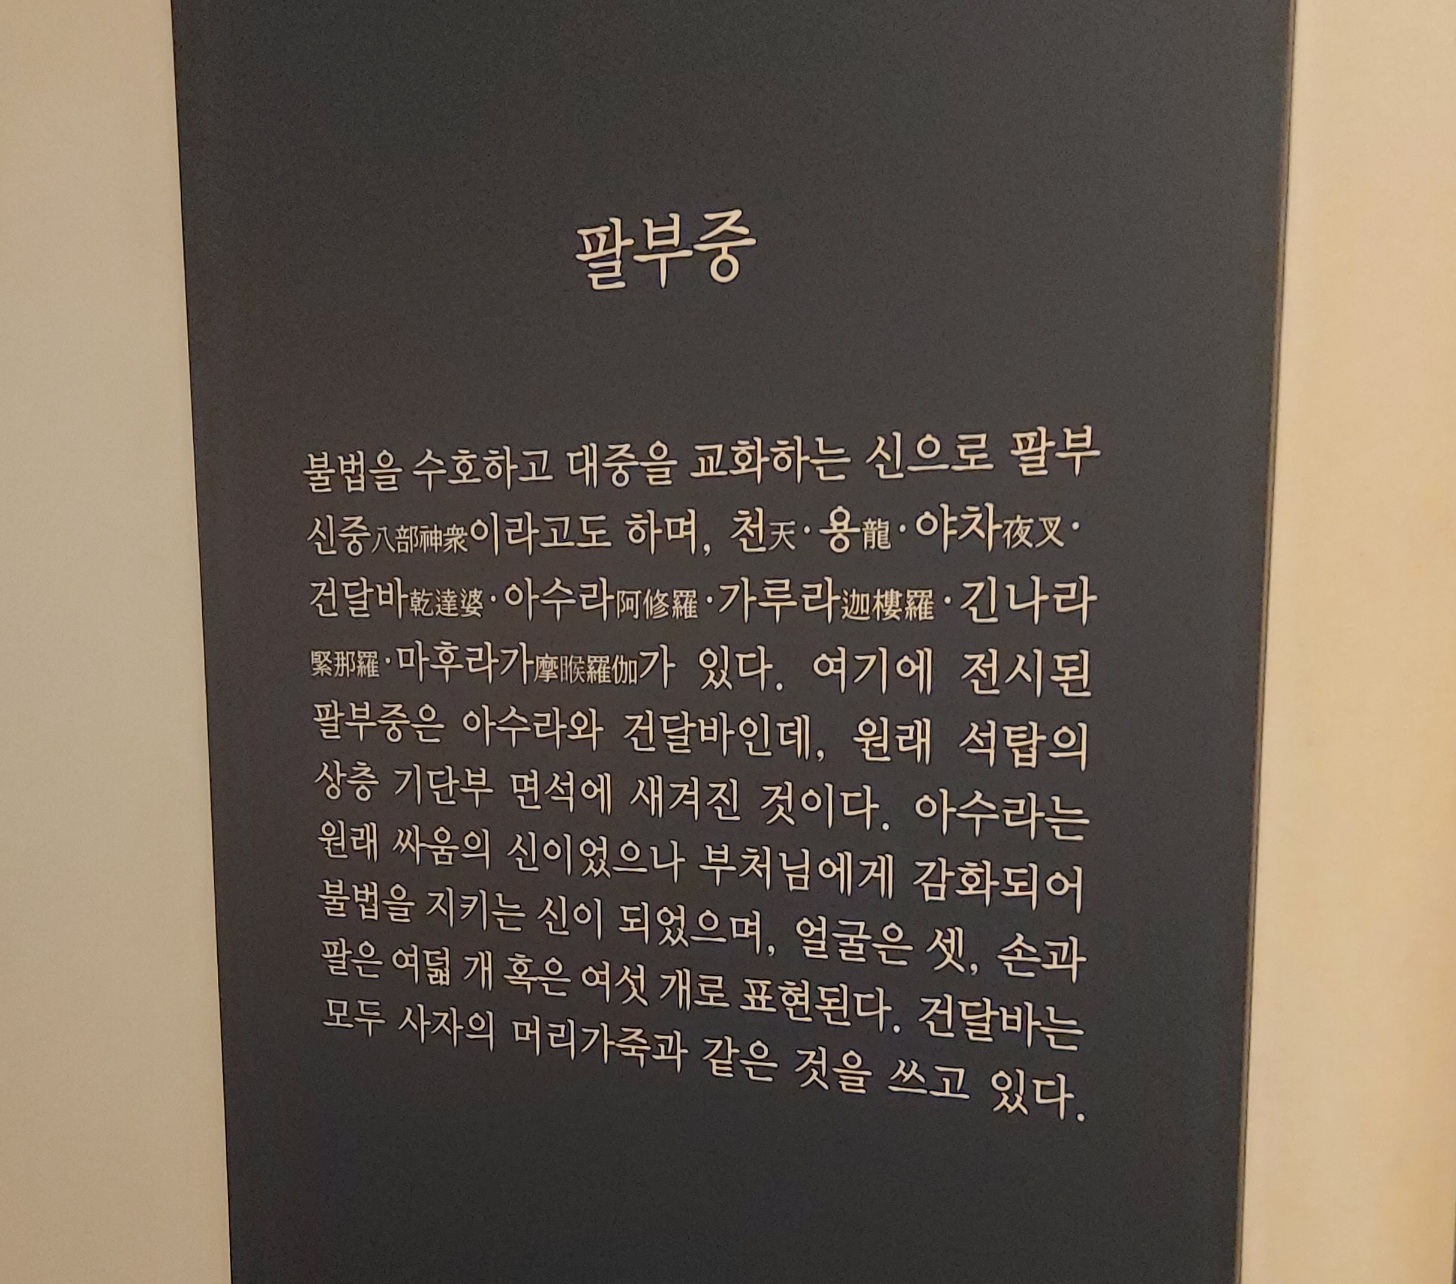 팔부중
불법을 수호하고 대중을 교화하는 신으로 팔부
신중八部神衆이라고도 하며, 천天·용龍·야차夜叉·
건달바乾達婆·아수라阿修羅·가루라迦樓羅·긴나라
緊那羅·마후라가摩睺羅伽가 있다. 여기에 전시된
팔부중은 아수라와 건달바인데, 원래 석탑의
상층 기단부 면석에 새겨진 것이다. 아수라는
원래 싸움의 신이었으나 부처님에게 감화되어
불법을 지키는 신이 되었으며, 얼굴은 셋, 손과
팔은 여덟 개 혹은 여섯 개로 표현된다. 건달바는
모두 사자의 머리가죽과 같은 것을 쓰고 있다.